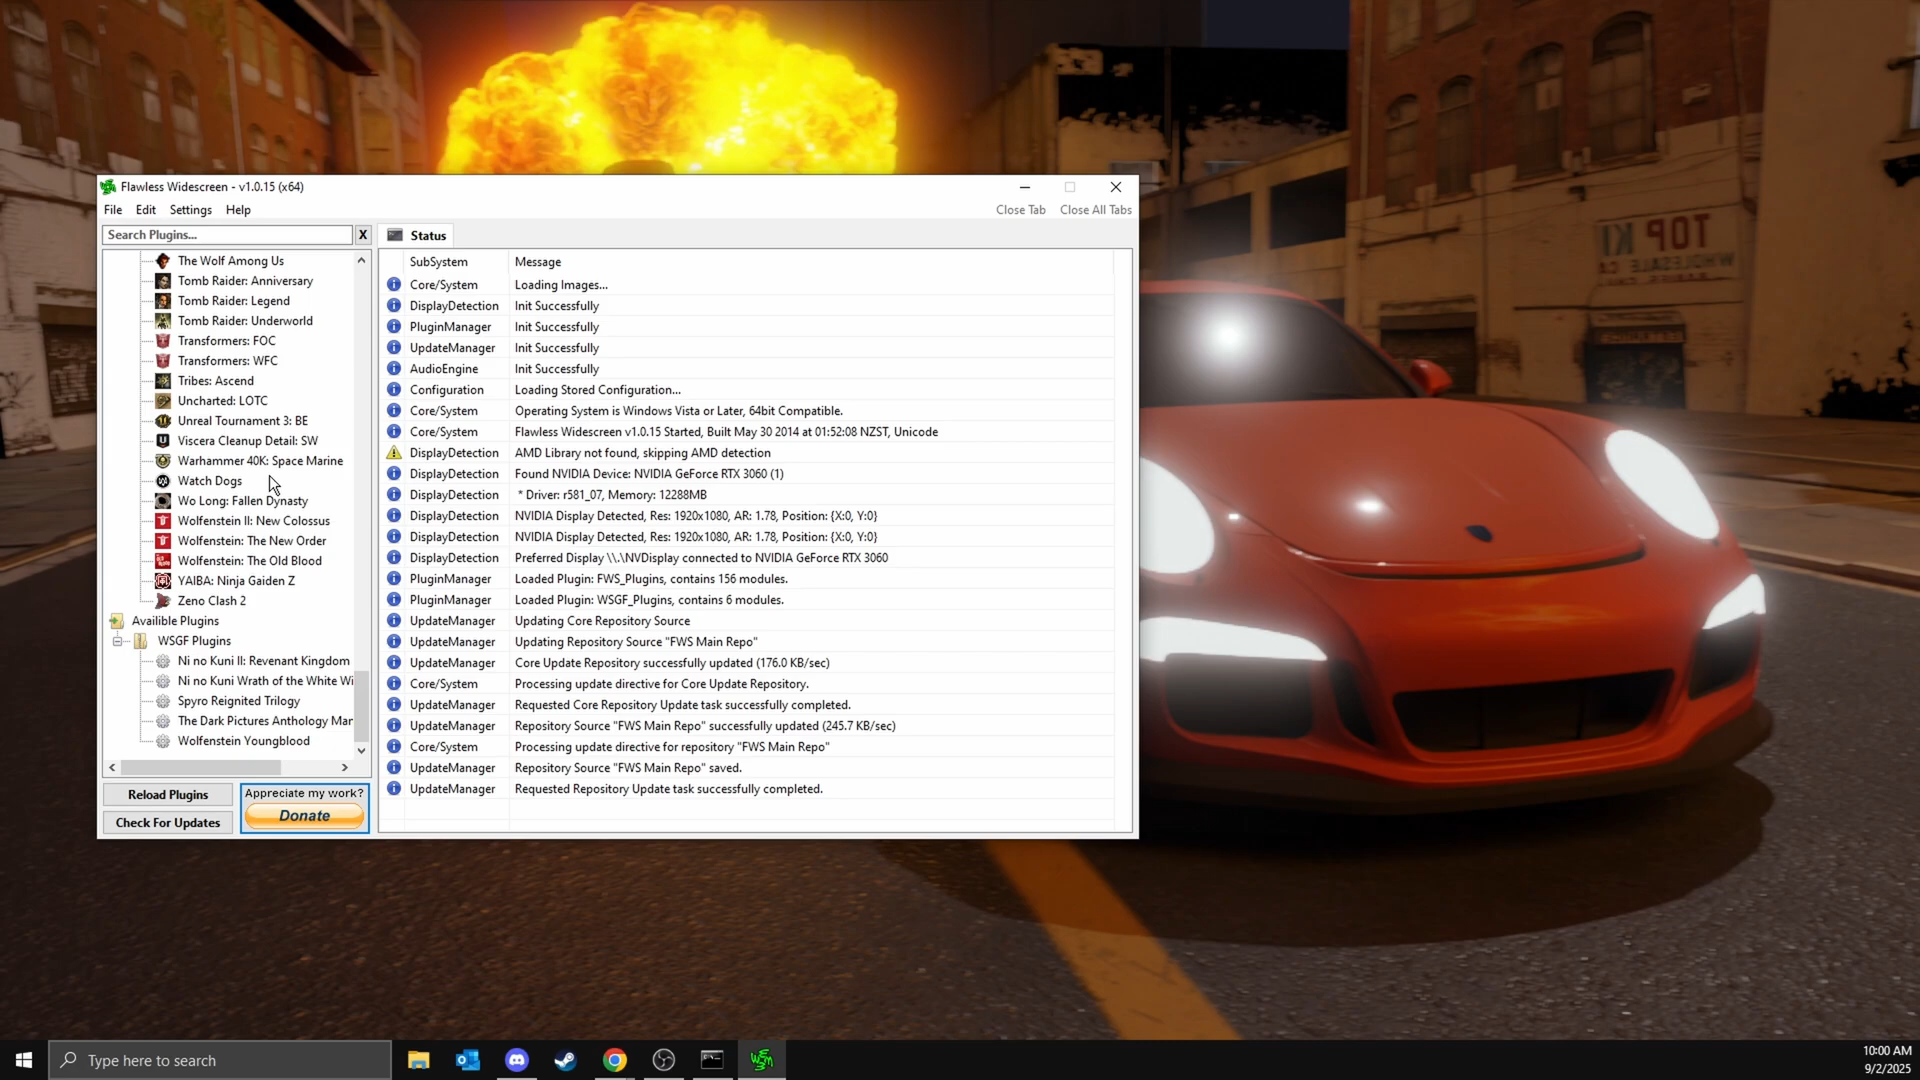 Flawless Widescreen - v1.0.15 (x64)
File Edit Settings Help
Close Tab Close All Tabs
Search Plugins...
X
Status
The Wolf Among Us
Tomb Raider: Anniversary
Tomb Raider: Legend
Tomb Raider: Underworld
Transformers: FOC
Transformers: WFC
Tribes: Ascend
Uncharted: LOTC
Unreal Tournament 3: BE
Viscera Cleanup Detail: SW
Warhammer 40K: Space Marine
Watch Dogs
Wo Long: Fallen Dynasty
Wolfenstein II: New Colossus
Wolfenstein: The New Order
Wolfenstein: The Old Blood
YAIBA: Ninja Gaiden Z
Zeno Clash 2
Availible Plugins
WSGF Plugins
Ni no Kuni II: Revenant Kingdom
Ni no Kuni Wrath of the White Wi
Spyro Reignited Trilogy
The Dark Pictures Anthology Man
Wolfenstein Youngblood
Reload Plugins
Check For Updates
Appreciate my work?
Donate
SubSystem Message
Core/System Loading Images...
DisplayDetection Init Successfully
PluginManager Init Successfully
UpdateManager Init Successfully
AudioEngine Init Successfully
Configuration Loading Stored Configuration...
Core/System Operating System is Windows Vista or Later, 64bit Compatible.
Core/System Flawless Widescreen v1.0.15 Started, Built May 30 2014 at 01:52:08 NZST, Unicode
DisplayDetection AMD Library not found, skipping AMD detection
DisplayDetection Found NVIDIA Device: NVIDIA GeForce RTX 3060 (1)
DisplayDetection * Driver: r581_07, Memory: 12288MB
DisplayDetection NVIDIA Display Detected, Res: 1920x1080, AR: 1.78, Position: {X:0, Y:0}
DisplayDetection NVIDIA Display Detected, Res: 1920x1080, AR: 1.78, Position: {X:0, Y:0}
DisplayDetection Preferred Display \\.\NVDisplay connected to NVIDIA GeForce RTX 3060
PluginManager Loaded Plugin: FWS_Plugins, contains 156 modules.
PluginManager Loaded Plugin: WSGF_Plugins, contains 6 modules.
UpdateManager Updating Core Repository Source
UpdateManager Updating Repository Source "FWS Main Repo"
UpdateManager Core Update Repository successfully updated (176.0 KB/sec)
Core/System Processing update directive for Core Update Repository.
UpdateManager Requested Core Repository Update task successfully completed.
UpdateManager Repository Source "FWS Main Repo" successfully updated (245.7 KB/sec)
Core/System Processing update directive for repository "FWS Main Repo"
UpdateManager Repository Source "FWS Main Repo" saved.
UpdateManager Requested Repository Update task successfully completed.
TOP KI
WHOLESALE
Type here to search
10:00 AM
9/2/2025